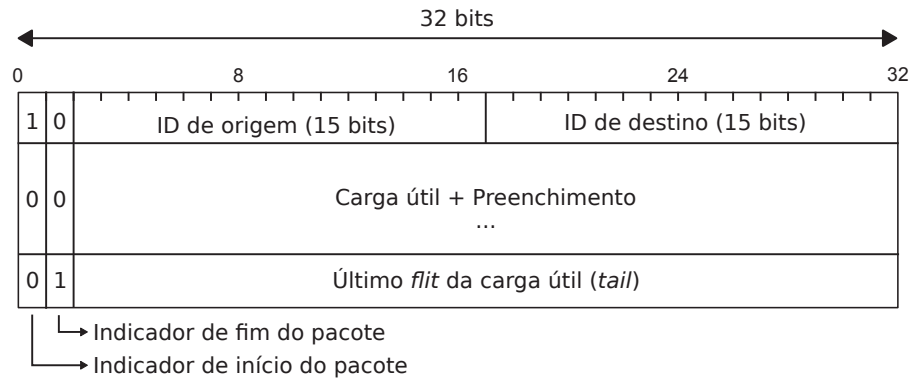 32 bits
0 8 16 24 32
1 0 ID de origem (15 bits) ID de destino (15 bits)
0 0 Carga útil + Preenchimento
...
0 1 Último flit da carga útil (tail)
Indicador de fim do pacote
Indicador de início do pacote